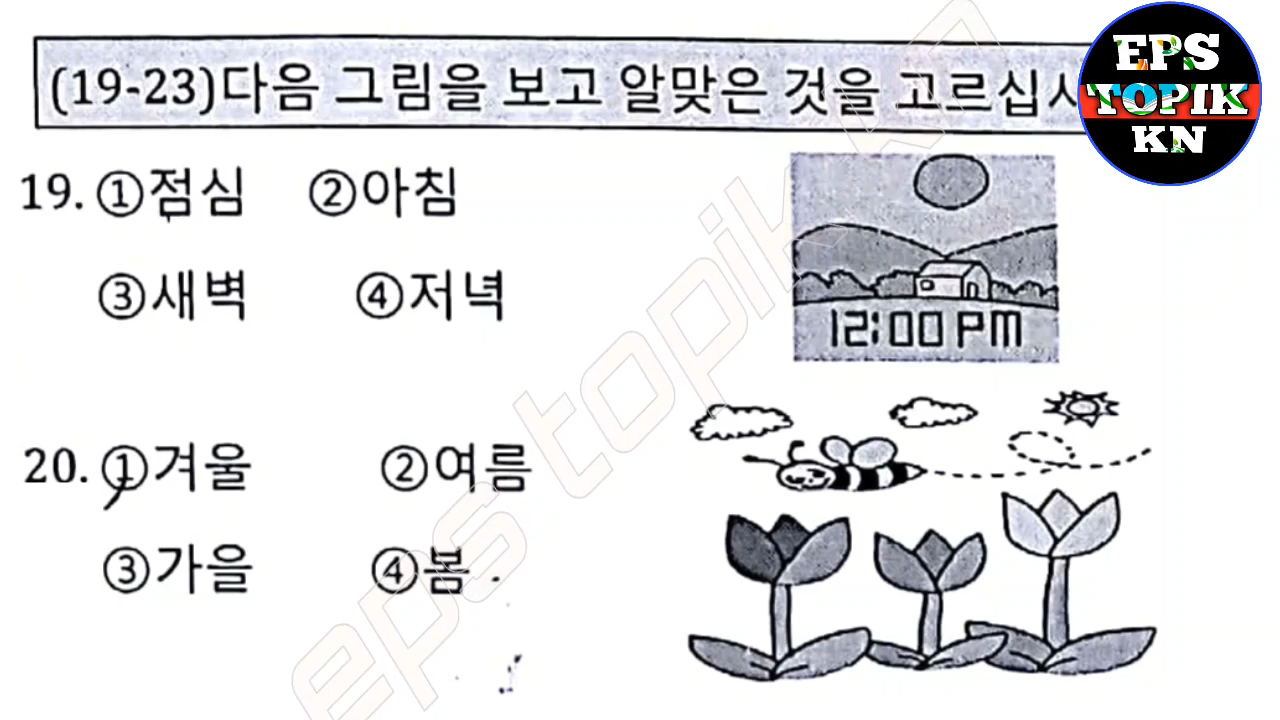 (19-23)다음 그림을 보고 알맞은 것을 고르십시
EPS
TOPIK
KN
19. ①점심 ②아침
③새벽 ④저녁
12:00 PM
20. ①겨울 ②여름
③가을 ④봄
eps topik kn